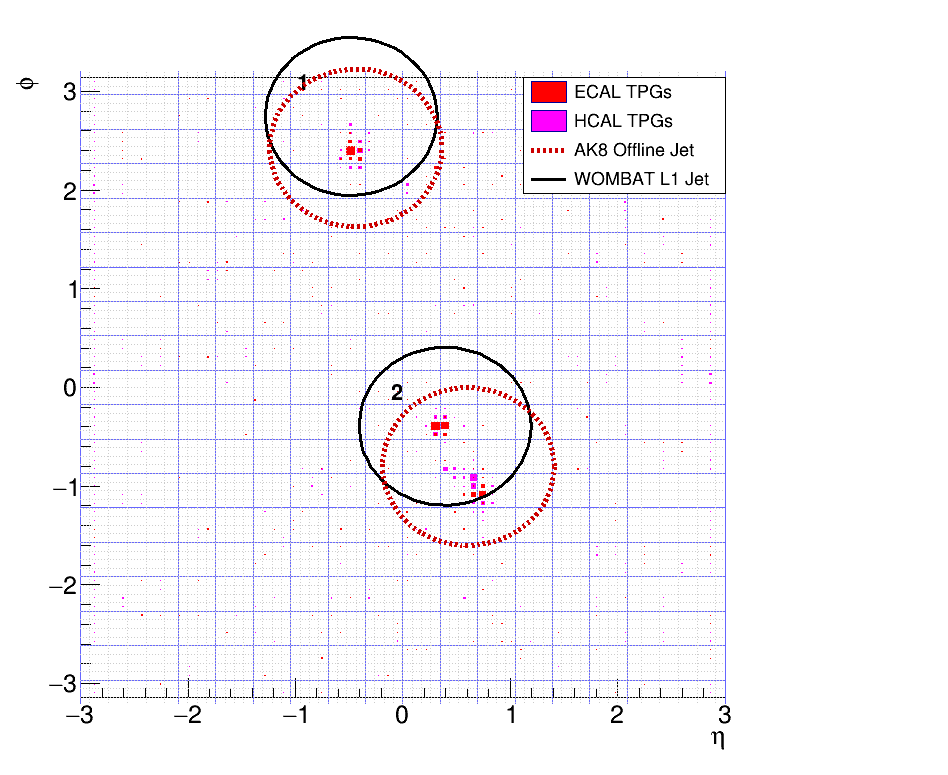 ϕ
3
2
1
0
−1
−2
−3
1
2
ECAL TPGs
HCAL TPGs
AK8 Offline Jet
WOMBAT L1 Jet
−3 −2 −1 0 1 2 3
η